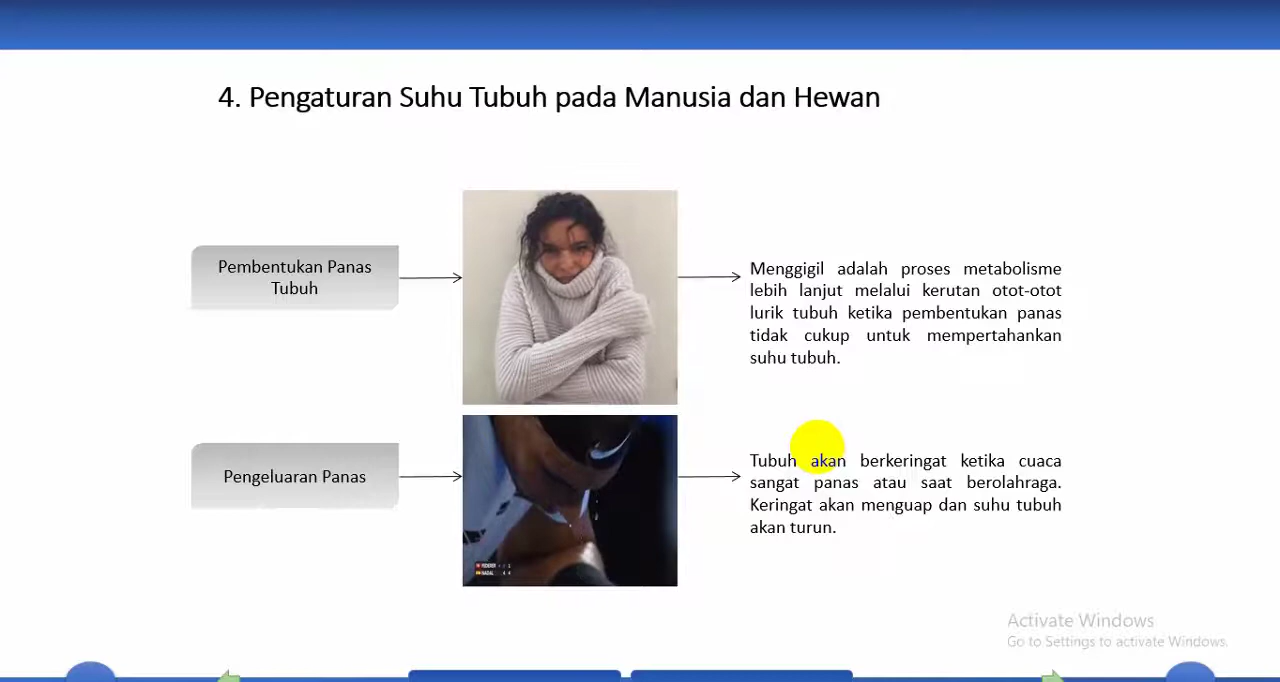 4. Pengaturan Suhu Tubuh pada Manusia dan Hewan
Pembentukan Panas
Tubuh
Menggigil adalah proses metabolisme
lebih lanjut melalui kerutan otot-otot
lurik tubuh ketika pembentukan panas
tidak cukup untuk mempertahankan
suhu tubuh.
Pengeluaran Panas
Tubuh akan berkeringat ketika cuaca
sangat panas atau saat berolahraga.
Keringat akan menguap dan suhu tubuh
akan turun.
FEDERER
NADAL
Activate Windows
Go to Settings to activate Windows.